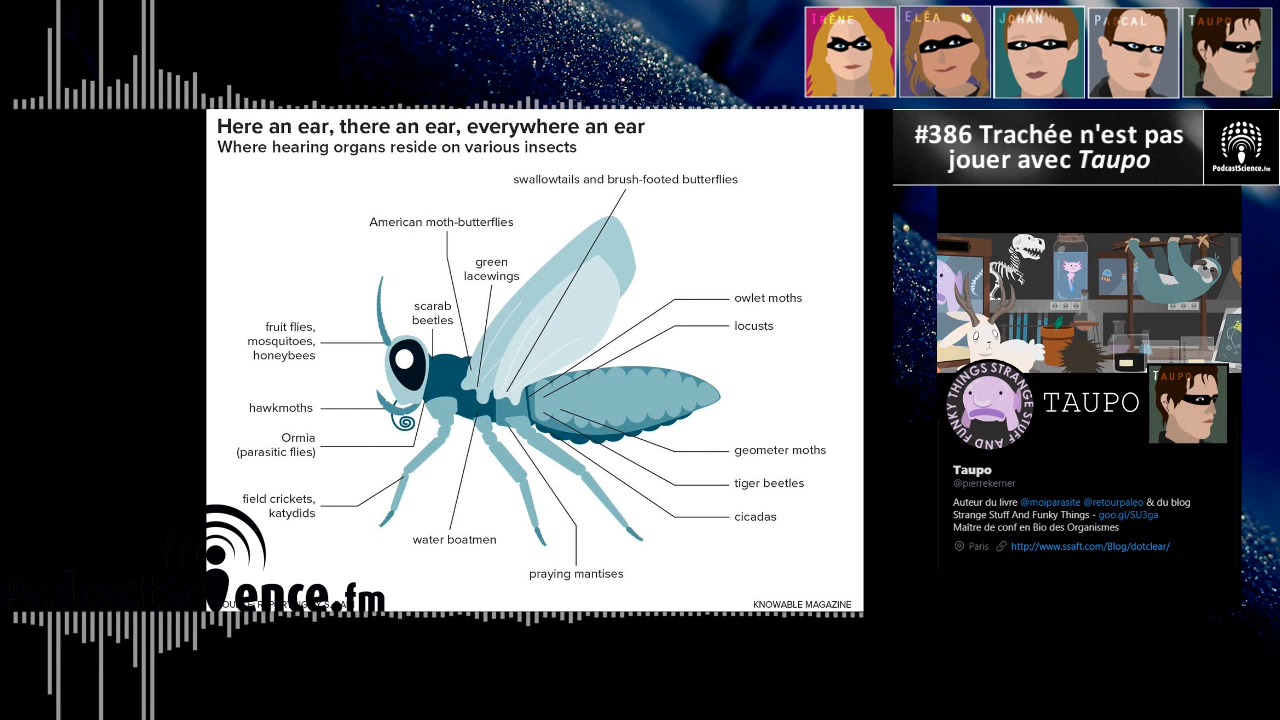 IRÈNE
ELÉA
JOHAN
PASCAL
TAUPO
#386 Trachée n'est pas
jouer avec Taupo
PodcastScience.fm
Here an ear, there an ear, everywhere an ear
Where hearing organs reside on various insects
swallowtails and brush-footed butterflies
American moth-butterflies
green
lacewings
scarab
beetles
owlet moths
locusts
fruit flies,
mosquitoes,
honeybees
hawkmoths
Ormia
(parasitic flies)
field crickets,
katydids
water boatmen
praying mantises
geometer moths
tiger beetles
cicadas
KNOWABLE MAGAZINE
PodcastScience.fm
STRANGE STUFF AND FUNKY THINGS
TAUPO
TAUPO
Taupo
@pierrekerner
Auteur du livre @moiparasite @retourpaleo & du blog
Strange Stuff And Funky Things - goo.gl/SU3ga
Maître de conf en Bio des Organismes
Paris http://www.ssaft.com/Blog/dotclear/